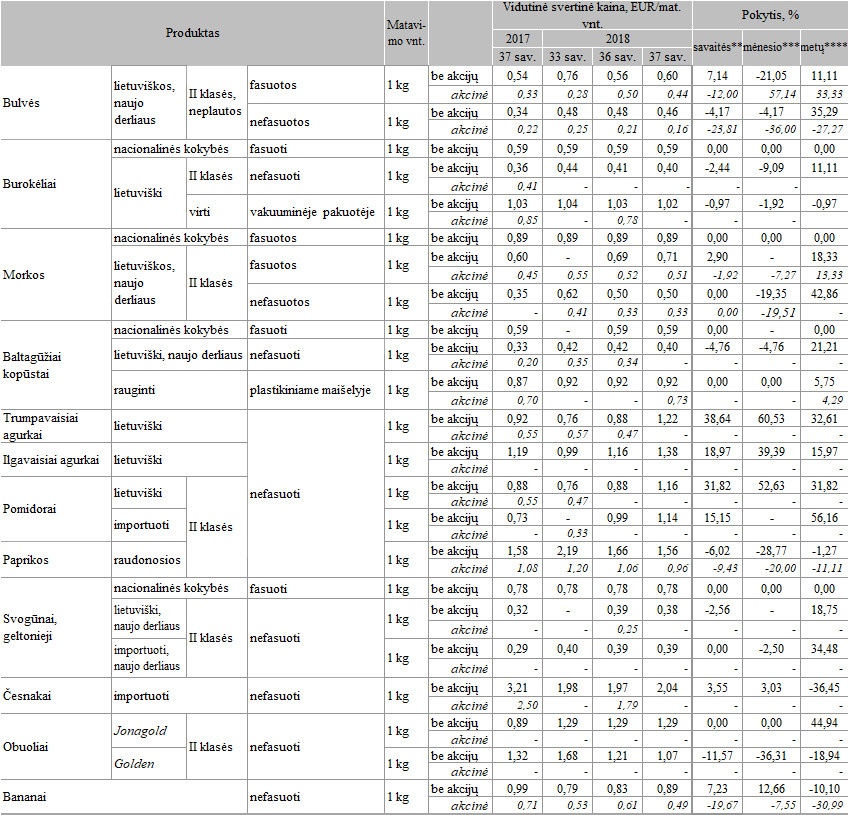 Produktas Matavi-mo vnt. Vidutinė svertinė kaina, EUR/mat. vnt. Pokytis, %
2017 2018 savaitės** mėnesio*** metų****
37 sav. 33 sav. 36 sav. 37 sav.
Bulvės lietuviškos, naujo derliaus II klasės, neplautos fasuotos 1 kg be akcijų 0,54 0,76 0,56 0,60 7,14 -21,05 11,11
akcinė 0,33 0,28 0,50 0,44 -12,00 57,14 33,33
nefasuotos 1 kg be akcijų 0,34 0,48 0,48 0,46 -4,17 -4,17 35,29
akcinė 0,22 0,25 0,21 0,16 -23,81 -36,00 -27,27
Burokėliai nacionalinės kokybės fasuoti 1 kg be akcijų 0,59 0,59 0,59 0,59 0,00 0,00 0,00
lietuviški II klasės nefasuoti 1 kg be akcijų 0,36 0,44 0,41 0,40 -2,44 -9,09 11,11
akcinė 0,41 - - - - - -
virti vakuuminėje pakuotėje 1 kg be akcijų 1,03 1,04 1,03 1,02 -0,97 -1,92 -0,97
akcinė 0,85 - 0,78 - - -
Morkos nacionalinės kokybės fasuotos 1 kg be akcijų 0,89 0,89 0,89 0,89 0,00 0,00 0,00
lietuviškos, naujo derliaus II klasės fasuotos 1 kg be akcijų 0,60 - 0,69 0,71 2,90 - 18,33
akcinė 0,45 0,55 0,52 0,51 -1,92 -7,27 13,33
nefasuotos 1 kg be akcijų 0,35 0,62 0,50 0,50 0,00 -19,35 42,86
akcinė - 0,41 0,33 0,33 0,00 -19,51 -
Baltagūžiai kopūstai nacionalinės kokybės fasuoti 1 kg be akcijų 0,59 - 0,59 0,59 0,00 - 0,00
lietuviški, naujo derliaus nefasuoti 1 kg be akcijų 0,33 0,42 0,42 0,40 -4,76 -4,76 21,21
akcinė 0,20 0,35 0,34 - - - -
rauginti plastikiniame maišelyje 1 kg be akcijų 0,87 0,92 0,92 0,92 0,00 0,00 5,75
akcinė 0,70 - - 0,73 - - 4,29
Trumpavaisiai agurkai lietuviški nefasuoti 1 kg be akcijų 0,92 0,76 0,88 1,22 38,64 60,53 32,61
akcinė 0,55 0,57 0,47 - - - -
Ilgavaisiai agurkai lietuviški 1 kg be akcijų 1,19 0,99 1,16 1,38 18,97 39,39 15,97
akcinė - - - - - - -
Pomidorai lietuviški II klasės 1 kg be akcijų 0,88 0,76 0,88 1,16 31,82 52,63 31,82
akcinė 0,55 0,47 - - - - -
importuoti 1 kg be akcijų 0,73 - 0,99 1,14 15,15 - 56,16
akcinė - 0,33 - - - - -
Paprikos raudonosios 1 kg be akcijų 1,58 2,19 1,66 1,56 -6,02 -28,77 -1,27
akcinė 1,08 1,20 1,06 0,96 -9,43 -20,00 -11,11
Svogūnai, geltonieji nacionalinės kokybės fasuoti 1 kg be akcijų 0,78 0,78 0,78 0,78 0,00 0,00 0,00
lietuviški, naujo derliaus II klasės nefasuoti 1 kg be akcijų 0,32 - 0,39 0,38 -2,56 - 18,75
akcinė - - 0,25 - - - -
importuoti, naujo derliaus 1 kg be akcijų 0,29 0,40 0,39 0,39 0,00 -2,50 34,48
akcinė - - - - - - -
Česnakai importuoti nefasuoti 1 kg be akcijų 3,21 1,98 1,97 2,04 3,55 3,03 -36,45
akcinė 2,50 - 1,79 - - - -
Obuoliai Jonagold II klasės nefasuoti 1 kg be akcijų 0,89 1,29 1,29 1,29 0,00 0,00 44,94
akcinė - - - - - - -
Golden 1 kg be akcijų 1,32 1,68 1,21 1,07 -11,57 -36,31 -18,94
akcinė - - - - - - -
Bananai nefasuoti 1 kg be akcijų 0,99 0,79 0,83 0,89 7,23 12,66 -10,10
akcinė 0,71 0,53 0,61 0,49 -19,67 -7,55 -30,99